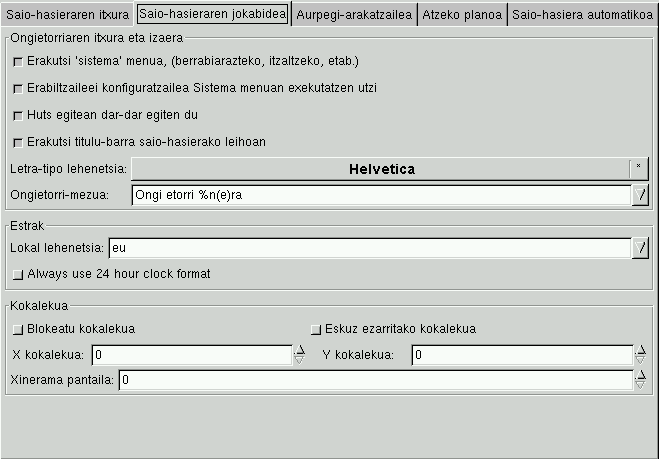 Saio-hasieraren itxura Saio-hasieraren jokabidea Aurpegi-arakatzailea Atzeko planoa Saio-hasiera automatikoa
Ongietorriaren itxura eta izaera
Erakutsi 'sistema' menua, (berrabiarazteko, itzaltzeko, etab.)
Erabiltzaileei konfiguratzailea Sistema menuan exekutatzen utzi
Huts egitean dar-dar egiten du
Erakutsi titulu-barra saio-hasierako leihoan
Letra-tipo lehenetsia: Helvetica
Ongietorri-mezua: Ongi etorri %n(e)ra
Estrak
Lokal lehenetsia: eu
Always use 24 hour clock format
Kokalekua
Blokeatu kokalekua Eskuz ezarritako kokalekua
X kokalekua: 0 Y kokalekua: 0
Xinerama pantaila: 0